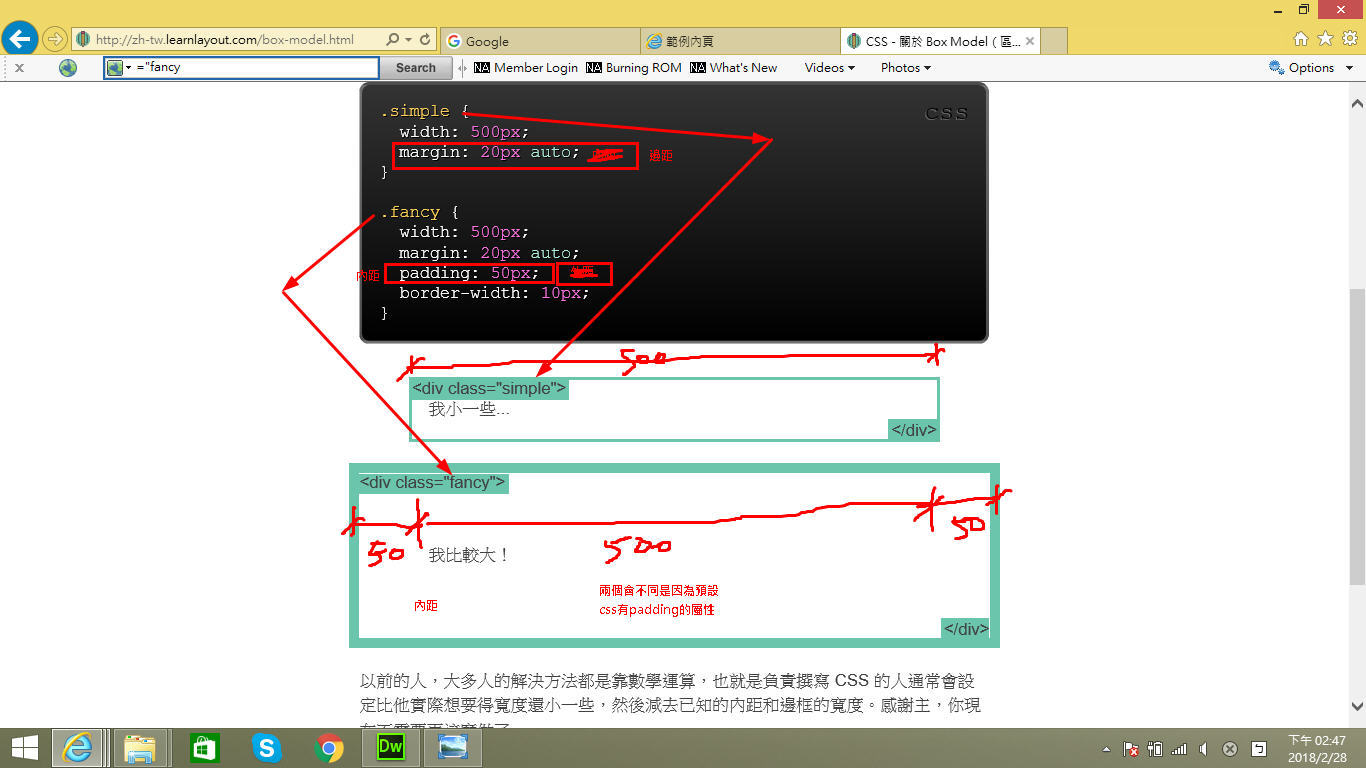 http://zh-tw.learnlayout.com/box-model.html
Google
範例內頁
CSS - 關於 Box Model ( 區...
x
="fancy
Search
NA Member Login
NA Burning ROM
NA What's New
Videos
Photos
Options
.simple {
CSS
width: 500px;
margin: 20px auto;
邊距
}
.fancy {
width: 500px;
margin: 20px auto;
內距
padding: 50px;
border-width: 10px;
}
500
<div class="simple">
我小一些...
</div>
<div class="fancy">
50
500
50
我比較大！
兩個會不同是因為預設
css有padding的屬性
內距
</div>
以前的人，大多人的解決方法都是靠數學運算，也就是負責撰寫 CSS 的人通常會設
定比他實際想要得寬度還小一些，然後減去已知的內距和邊框的寬度。感謝主，你現
Dw
下午 02:47
2018/2/28